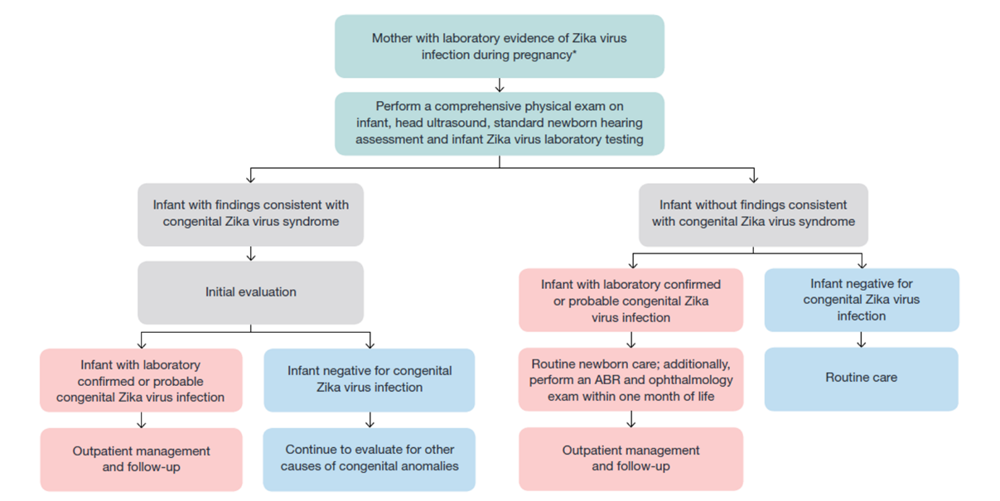 Mother with laboratory evidence of Zika virus
infection during pregnancy*
Perform a comprehensive physical exam on
infant, head ultrasound, standard newborn hearing
assessment and infant Zika virus laboratory testing
Infant with findings consistent with
congenital Zika virus syndrome
Infant without findings consistent
with congenital Zika virus syndrome
Initial evaluation
Infant with laboratory confirmed
or probable congenital Zika
virus infection
Infant negative for
congenital Zika virus
infection
Infant with laboratory
confirmed or probable
congenital Zika virus infection
Infant negative for congenital
Zika virus infection
Routine newborn care; additionally,
perform an ABR and ophthalmology
exam within one month of life
Routine care
Outpatient management
and follow-up
Continue to evaluate for other
causes of congenital anomalies
Outpatient management
and follow-up